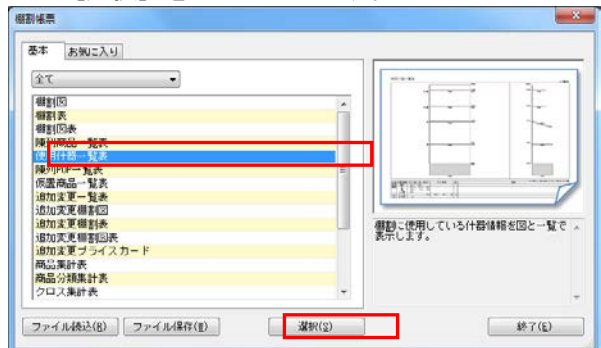 棚割帳票
基本 お気に入り
全て
棚割図
棚割表
棚割図表
陳列商品一覧表
使用什器一覧表
陳列POP一覧表
仮置商品一覧表
追加変更一覧表
追加変更棚割図
追加変更棚割表
追加変更棚割図表
追加変更プライスカード
商品集計表
商品分類集計表
クロス集計表
棚割に使用している什器情報を図と一覧で
表示します。
ファイル読込(R) ファイル保存(W) 選択(S) 終了(E)